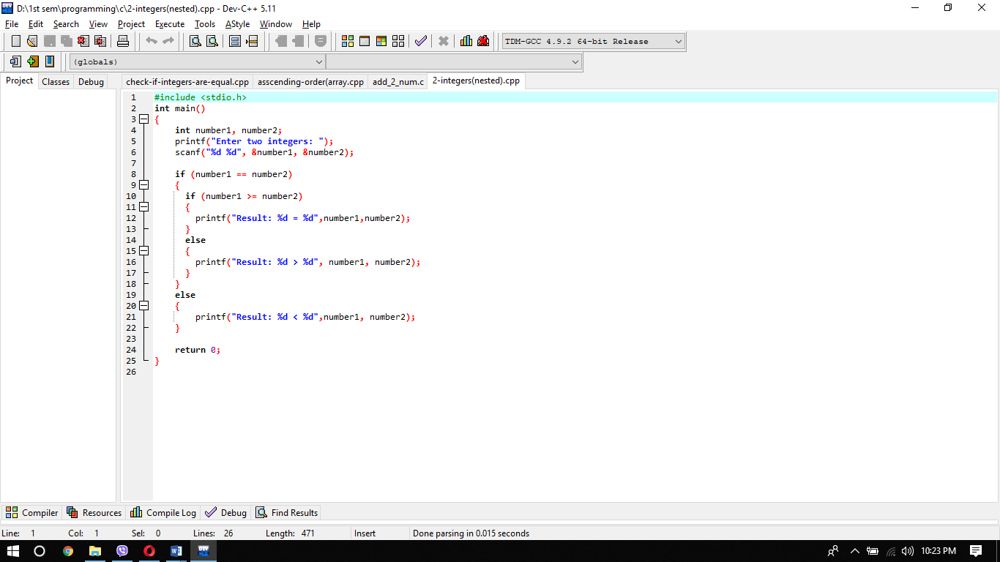 D:\1st sem\programming\c\2-integers(nested).cpp - Dev-C++ 5.11
File Edit Search View Project Execute Tools AStyle Window Help
TDM-GCC 4.9.2 64-bit Release
(globals)
Project Classes Debug check-if-integers-are-equal.cpp asscending-order(array.cpp add_2_num.c 2-integers(nested).cpp
1 #include <stdio.h>
2 int main()
3 {
4     int number1, number2;
5     printf("Enter two integers: ");
6     scanf("%d %d", &number1, &number2);
7
8     if (number1 == number2)
9     {
10       if (number1 >= number2)
11       {
12         printf("Result: %d = %d",number1,number2);
13       }
14       else
15       {
16         printf("Result: %d > %d", number1, number2);
17       }
18     }
19     else
20     {
21         printf("Result: %d < %d",number1, number2);
22     }
23
24     return 0;
25 }
26
Compiler Resources Compile Log Debug Find Results
Line: 1 Col: 1 Sel: 0 Lines: 26 Length: 471 Insert Done parsing in 0.015 seconds
10:23 PM